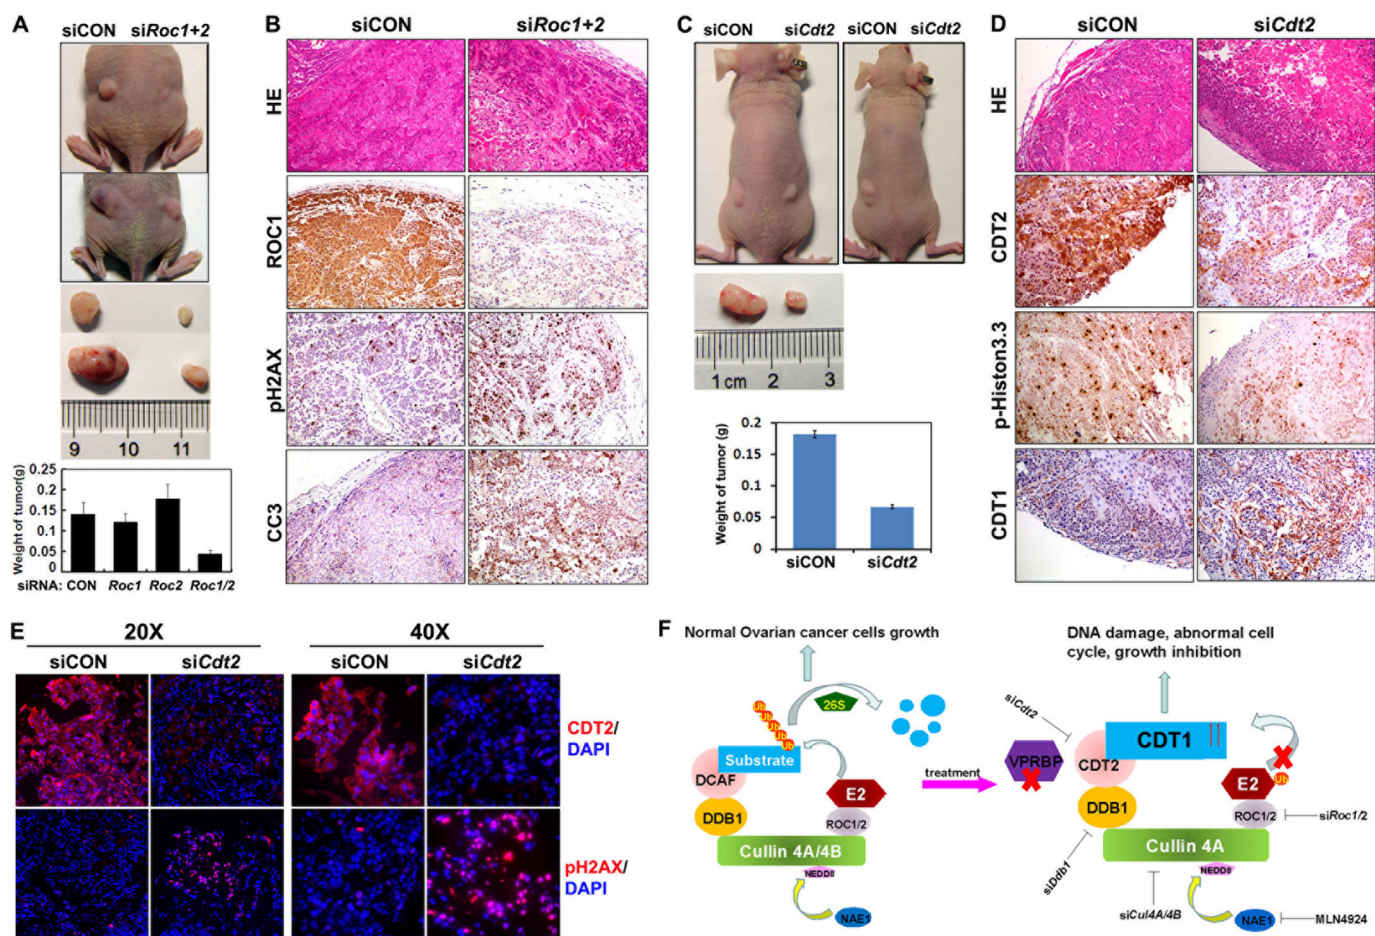 A
siCON siRoc1+2
9 10 11
Weight of tumor(g)
0.25
0.2
0.15
0.1
0.05
0
siRNA: CON Roc1 Roc2 Roc1/2
B
siCON siRoc1+2
HE
ROC1
pH2AX
CC3
C
siCON siCdt2 siCON siCdt2
1 cm 2 3
Weight of tumor (g)
0.2
0.15
0.1
0.05
0
siCON siCdt2
D
siCON siCdt2
HE
CDT2
p-Histon3.3
CDT1
E
20X 40X
siCON siCdt2 siCON siCdt2
CDT2/
DAPI
pH2AX/
DAPI
F
Normal Ovarian cancer cells growth
26S
Ub
Ub
Ub
Ub
Ub
Substrate
DCAF
E2
DDB1
ROC1/2
Cullin 4A/4B
NEDD8
NAE1
treatment
DNA damage, abnormal cell
cycle, growth inhibition
siCdt2
CDT1
VPRBP
CDT2
E2
Ub
DDB1
ROC1/2
siRoc1/2
Cullin 4A
siDdb1
NEDD8
siCul4A/4B
NAE1
MLN4924